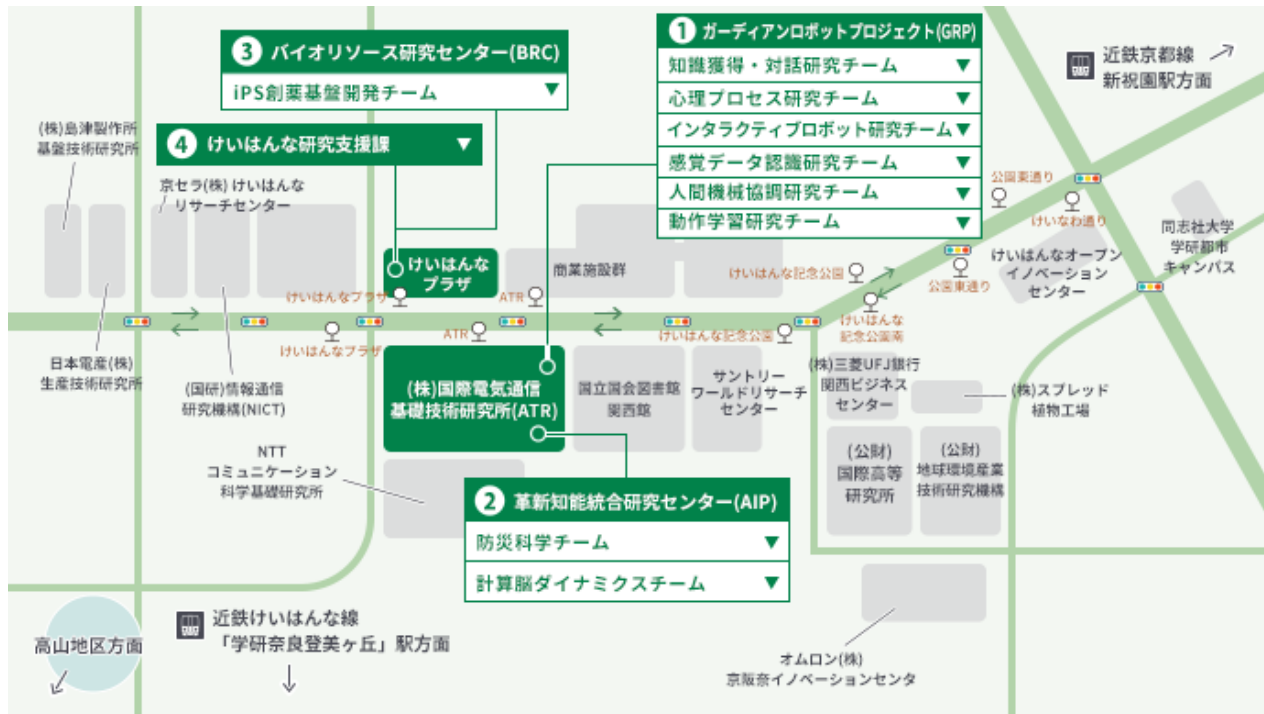 1 ガーディアンロボットプロジェクト(GRP)
知識獲得・対話研究チーム ▼
心理プロセス研究チーム ▼
インタラクティブロボット研究チーム ▼
感覚データ認識研究チーム ▼
人間機械協調研究チーム ▼
動作学習研究チーム ▼
3 バイオリソース研究センター(BRC)
iPS創薬基盤開発チーム ▼
4 けいはんな研究支援課 ▼
近鉄京都線
新祝園駅方面
(株)島津製作所
基盤技術研究所
京セラ(株) けいはんな
リサーチセンター
けいはんな
プラザ
商業施設群
公園東通り
けいなわ通り
同志社大学
学研都市
キャンパス
けいはんなオープン
イノベーション
センター
けいはんな記念公園
公園東通り
けいはんなプラザ
ATR
けいはんな
記念公園南
けいはんなプラザ
ATR
けいはんな記念公園
日本電産(株)
生産技術研究所
(国研)情報通信
研究機構(NICT)
(株)国際電気通信
基礎技術研究所(ATR)
国立国会図書館
関西館
サントリー
ワールドリサーチ
センター
(株)三菱UFJ銀行
関西ビジネス
センター
(株)スプレッド
植物工場
NTT
コミュニケーション
科学基礎研究所
(公財)
国際高等
研究所
(公財)
地球環境産業
技術研究機構
2 革新知能統合研究センター(AIP)
防災科学チーム ▼
計算脳ダイナミクスチーム ▼
高山地区方面
近鉄けいはんな線
「学研奈良登美ヶ丘」駅方面
オムロン(株)
京阪奈イノベーションセンタ